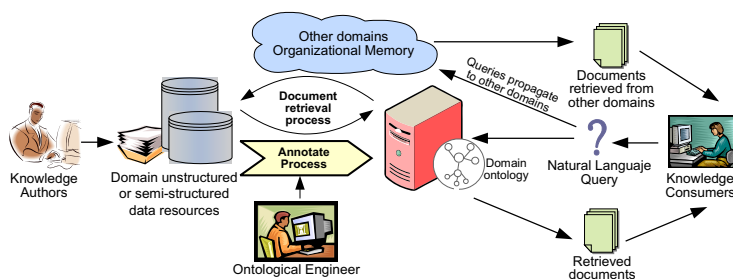 Other domains
Organizational Memory
Documents
retrieved from
other domains
Queries propagate
to other domains
Document
retrieval
process
Annotate
Process
Domain
ontology
Natural Languaje
Query
Knowledge
Consumers
Knowledge
Authors
Domain unstructured
or semi-structured
data resources
Ontological Engineer
Retrieved
documents